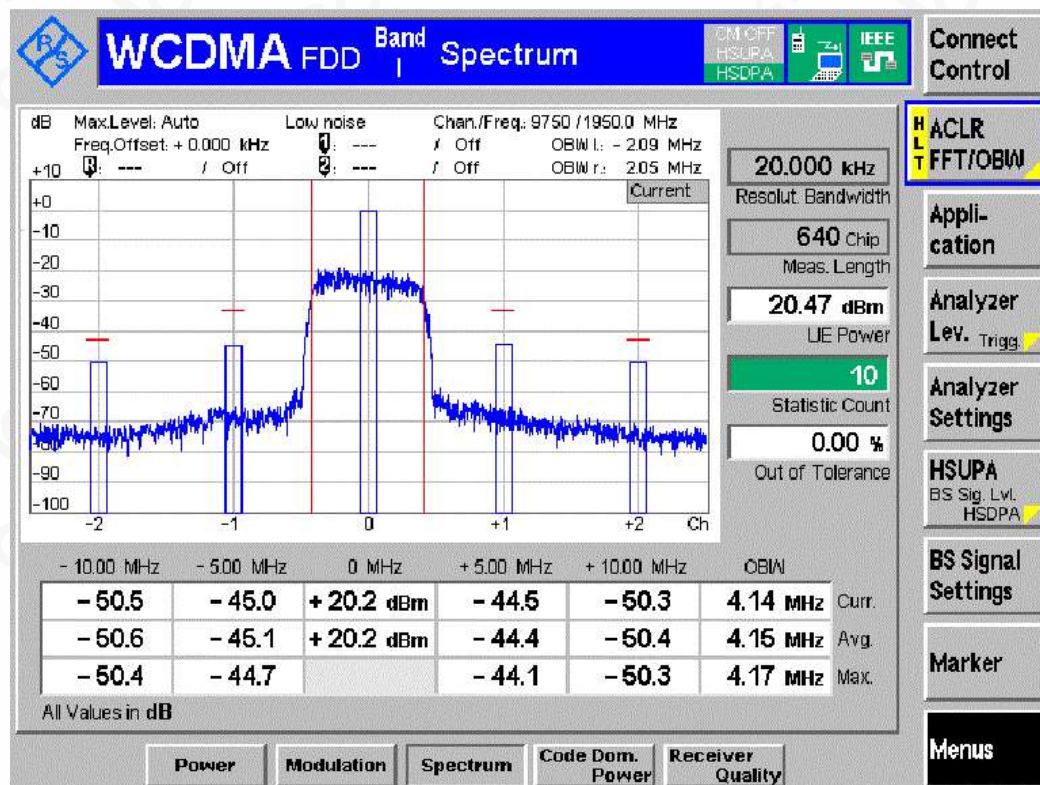 R&S WCDMA FDD Band I Spectrum
CM OFF
HSUPA
HSDPA
IEEE
Connect Control
dB Max.Level: Auto Low noise Chan./Freq.: 9750 / 1950.0 MHz
Freq.Offset: + 0.000 kHz 1: --- / Off OBW l.: - 2.09 MHz
R: --- / Off 2: --- / Off OBW r.: 2.05 MHz
Current
+10
+0
-10
-20
-30
-40
-50
-60
-70
-80
-90
-100
-2 -1 0 +1 +2 Ch
20.000 kHz
Resolut. Bandwidth
640 Chip
Meas. Length
20.47 dBm
UE Power
10
Statistic Count
0.00 %
Out of Tolerance
- 10.00 MHz - 5.00 MHz 0 MHz + 5.00 MHz + 10.00 MHz OBW
- 50.5 - 45.0 + 20.2 dBm - 44.5 - 50.3 4.14 MHz Curr.
- 50.6 - 45.1 + 20.2 dBm - 44.4 - 50.4 4.15 MHz Avg.
- 50.4 - 44.7 - 44.1 - 50.3 4.17 MHz Max.
All Values in dB
HLT
ACLR
FFT/OBW
Appli-
cation
Analyzer
Lev. Trigg.
Analyzer
Settings
HSUPA
BS Sig. Lvl.
HSDPA
BS Signal
Settings
Marker
Menus
Power
Modulation
Spectrum
Code Dom.
Power
Receiver
Quality